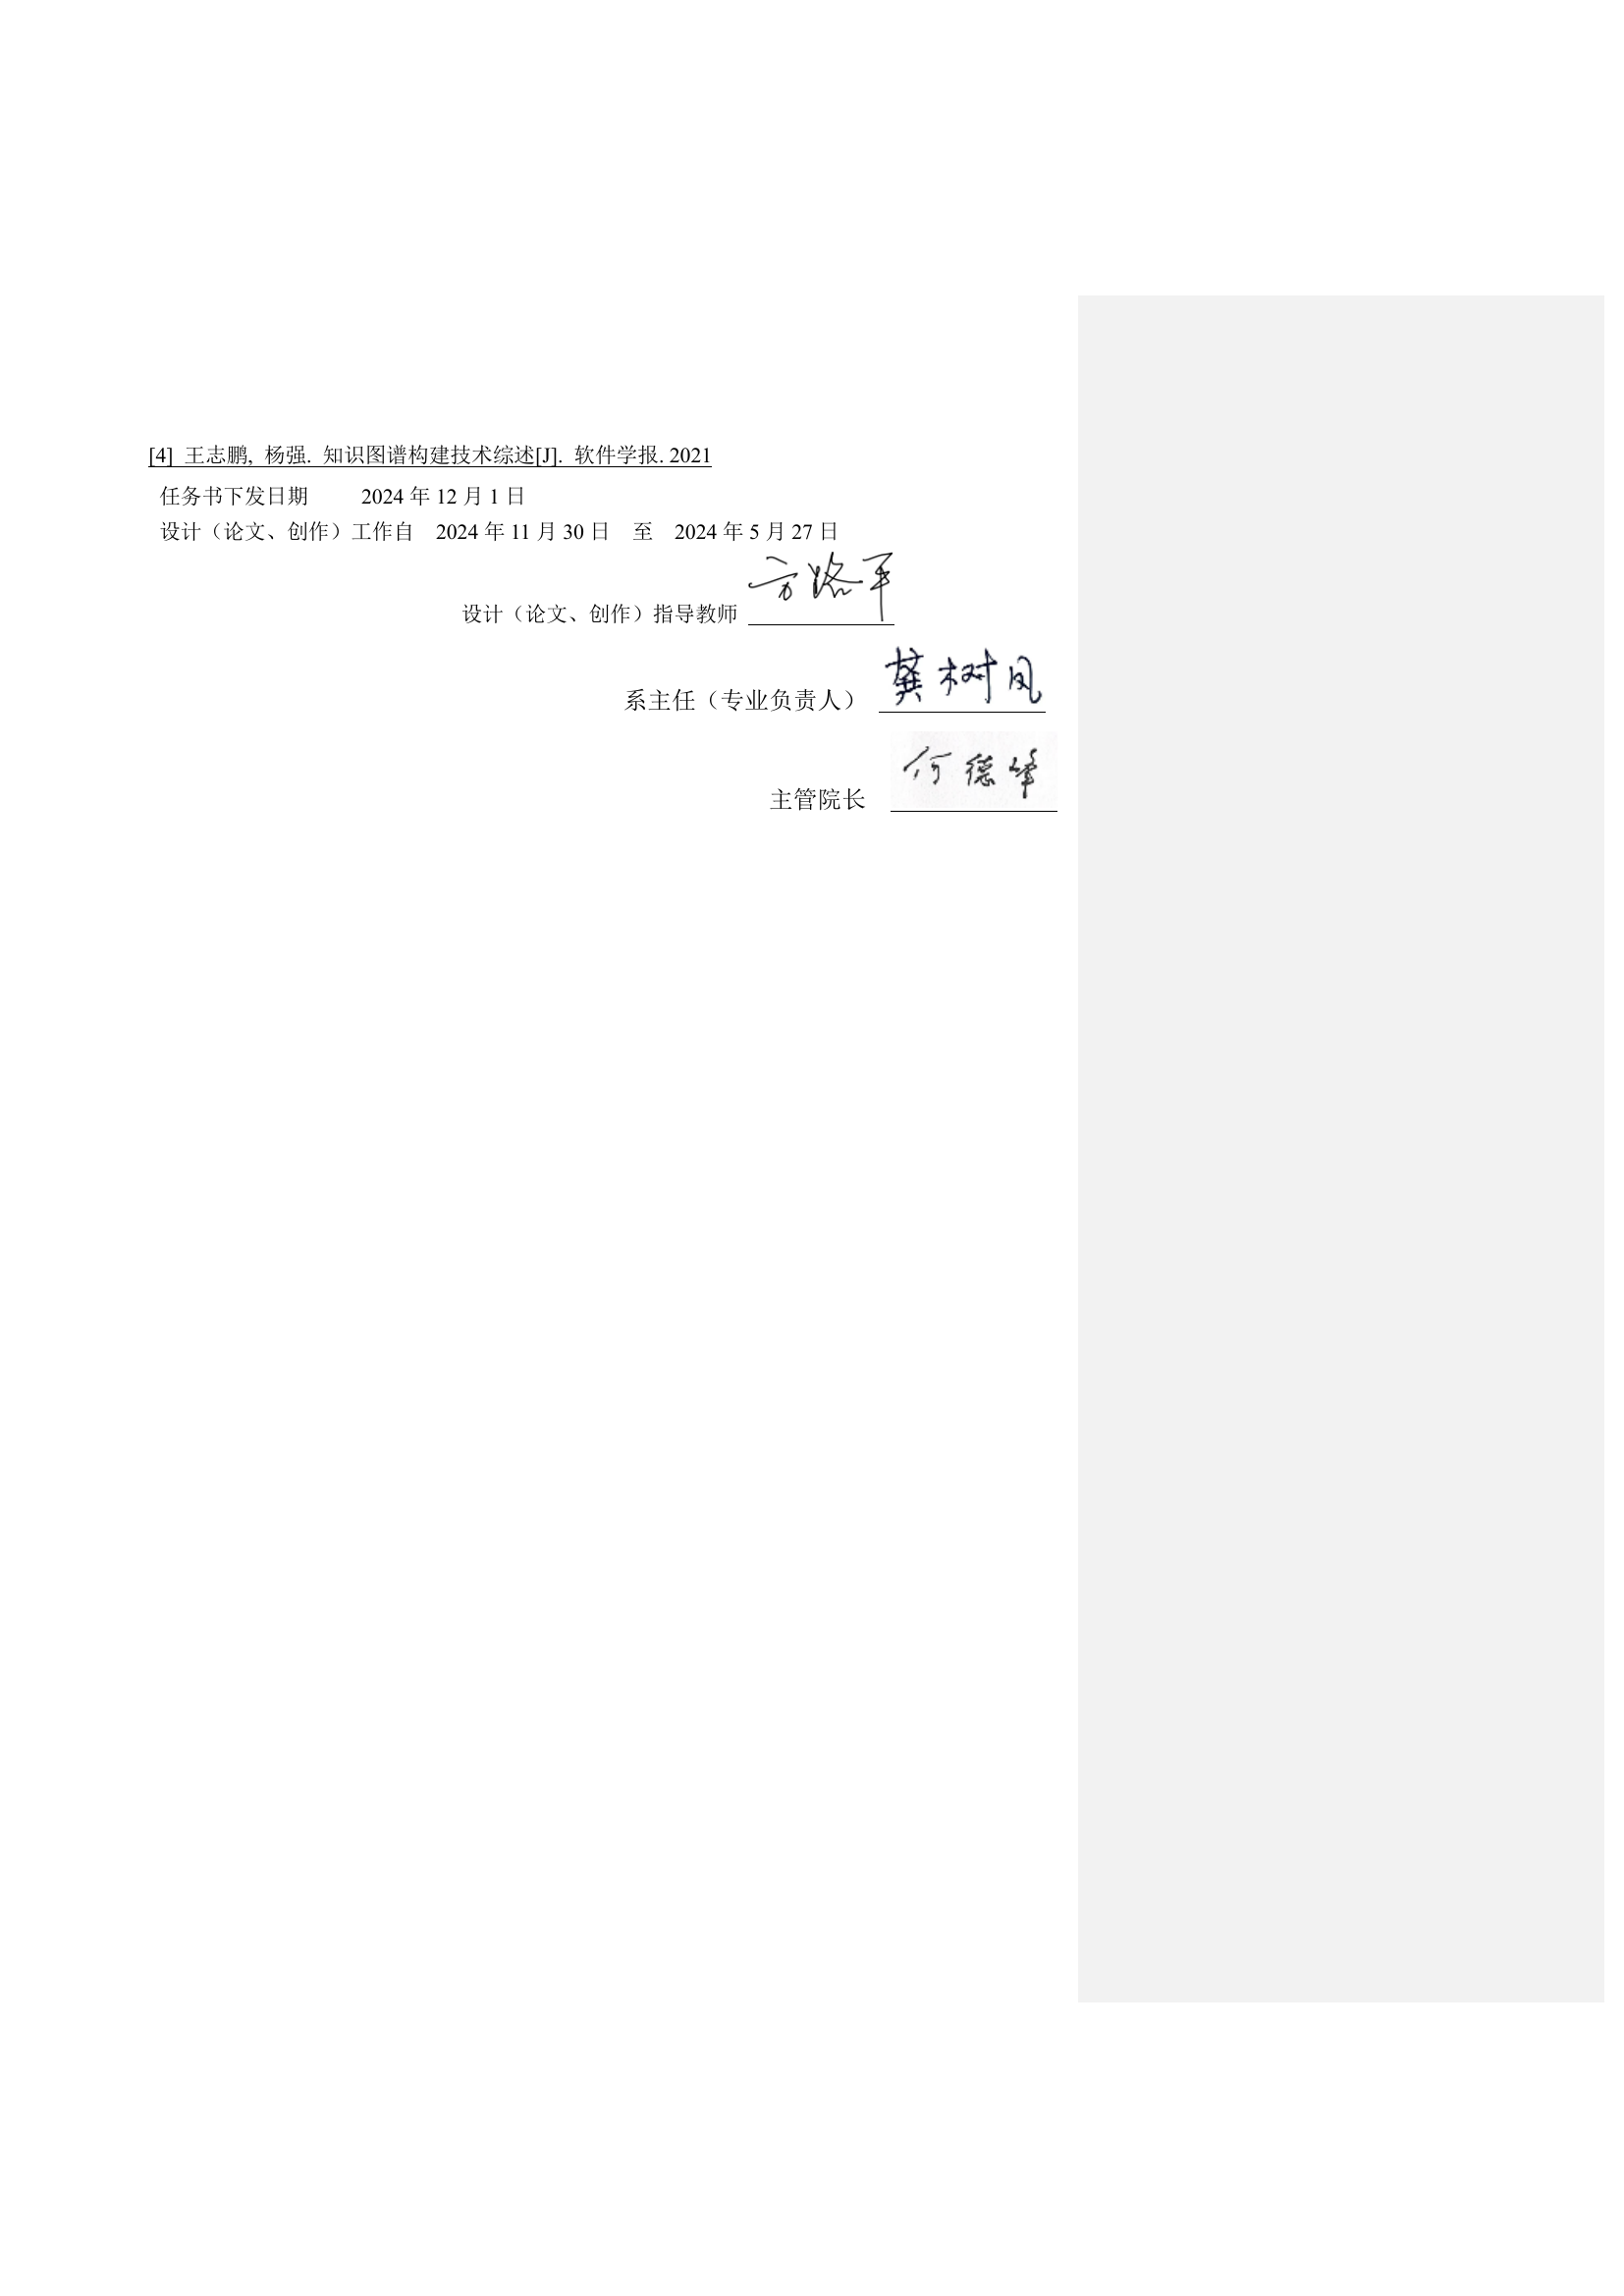 [4] 王志鹏, 杨强. 知识图谱构建技术综述[J]. 软件学报. 2021
任务书下发日期 2024 年 12 月 1 日
设计（论文、创作）工作自 2024 年 11 月 30 日 至 2024 年 5 月 27 日
设计（论文、创作）指导教师 方路平
系主任（专业负责人） 龚树凤
主管院长 何德峰